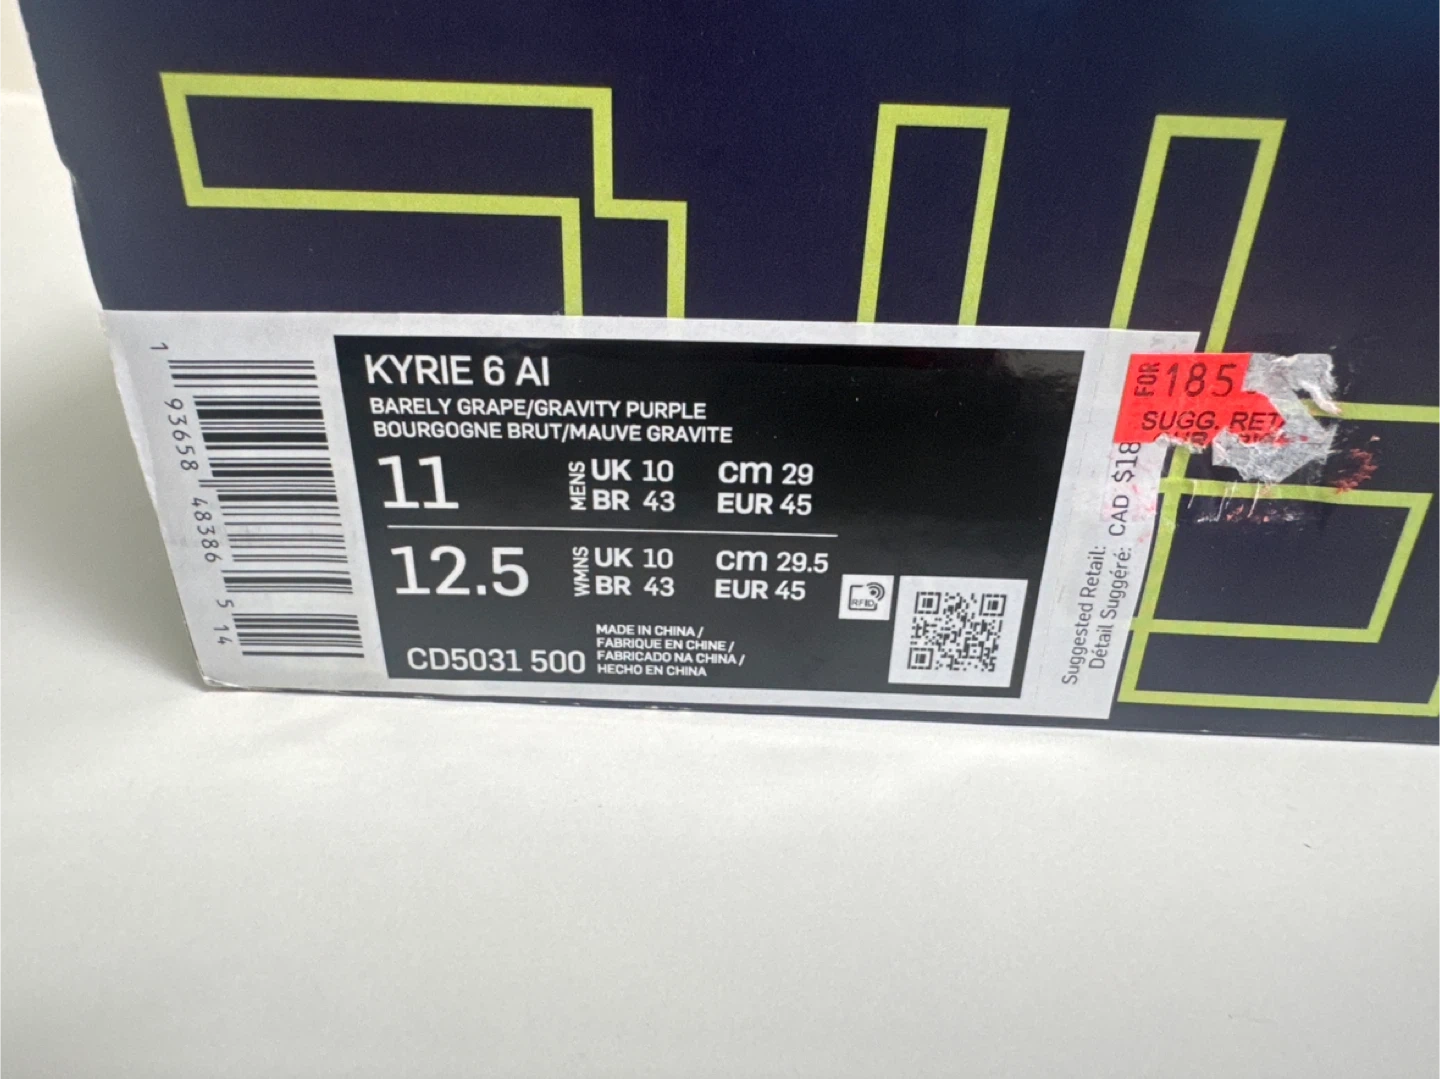 KYRIE 6 AI
BARELY GRAPE/GRAVITY PURPLE
BOURGOGNE BRUT/MAUVE GRAVITE
11 MENS UK 10 cm 29
BR 43 EUR 45
12.5 WMNS UK 10 cm 29.5
BR 43 EUR 45
RFID
CD5031 500
MADE IN CHINA /
FABRIQUE EN CHINE /
FABRICADO NA CHINA /
HECHO EN CHINA
1 93658 48386 5 14
Suggested Retail:
Détail Suggéré: CAD $18
EOR 185
SUGG. RET